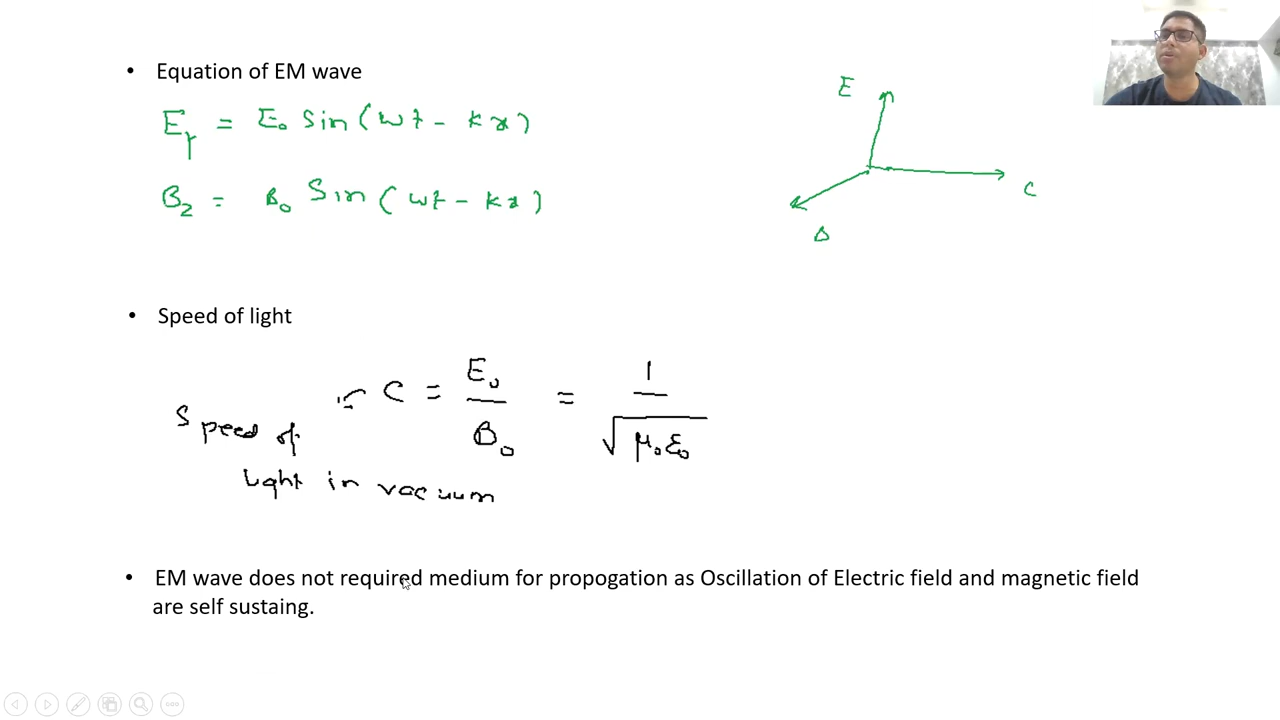 • Equation of EM wave
E_y = E₀ Sin(ωt - kx)
B_z = B₀ Sin(ωt - kx)
E
C
B
• Speed of light
C = E₀/B₀ = 1/√μ₀ε₀
Speed of
light in vacuum
• EM wave does not required medium for propogation as Oscillation of Electric field and magnetic field
are self sustaing.